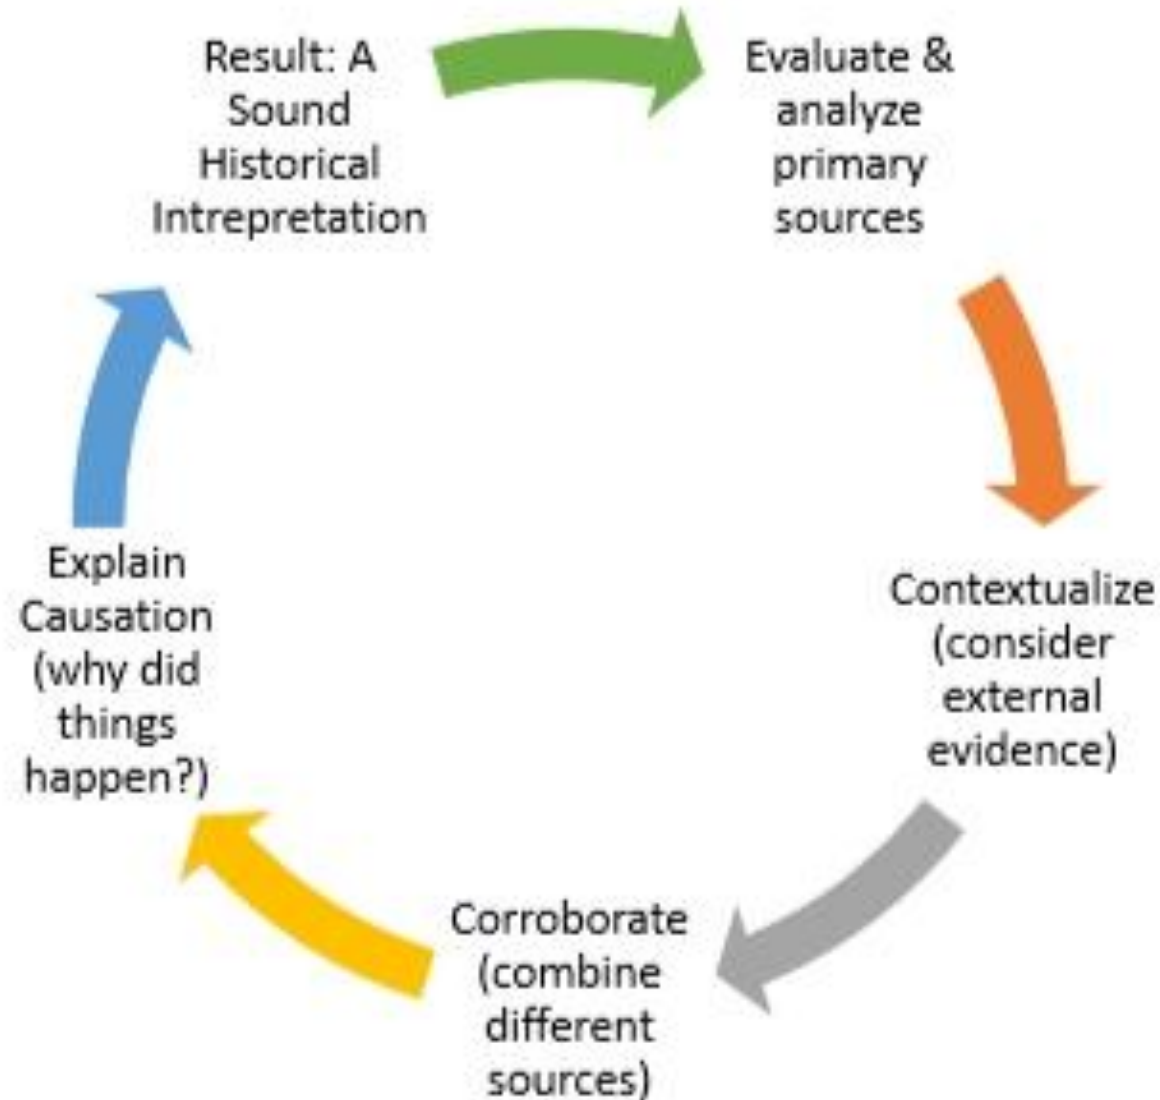 Result: A
Sound
Historical
Intrepretation
Evaluate &
analyze
primary
sources
Contextualize
(consider
external
evidence)
Corroborate
(combine
different
sources)
Explain
Causation
(why did
things
happen?)